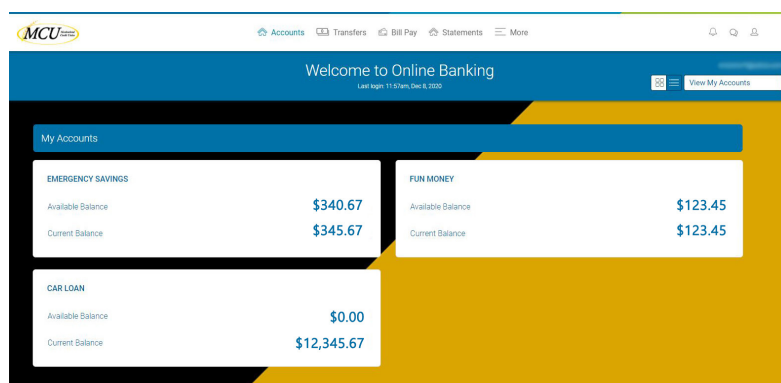 MCU
Accounts Transfers Bill Pay Statements More
Welcome to Online Banking
Last login: 11:57am, Dec 8, 2020
View My Accounts
My Accounts
EMERGENCY SAVINGS
Available Balance $340.67
Current Balance $345.67
FUN MONEY
Available Balance $123.45
Current Balance $123.45
CAR LOAN
Available Balance $0.00
Current Balance $12,345.67